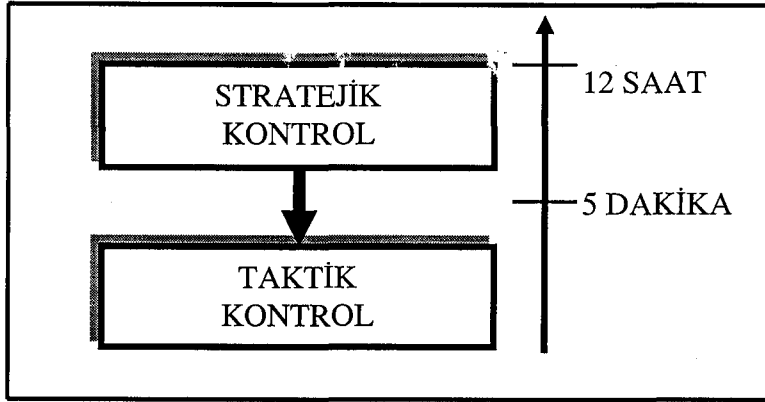 STRATEJİK
KONTROL
12 SAAT
5 DAKİKA
TAKTİK
KONTROL